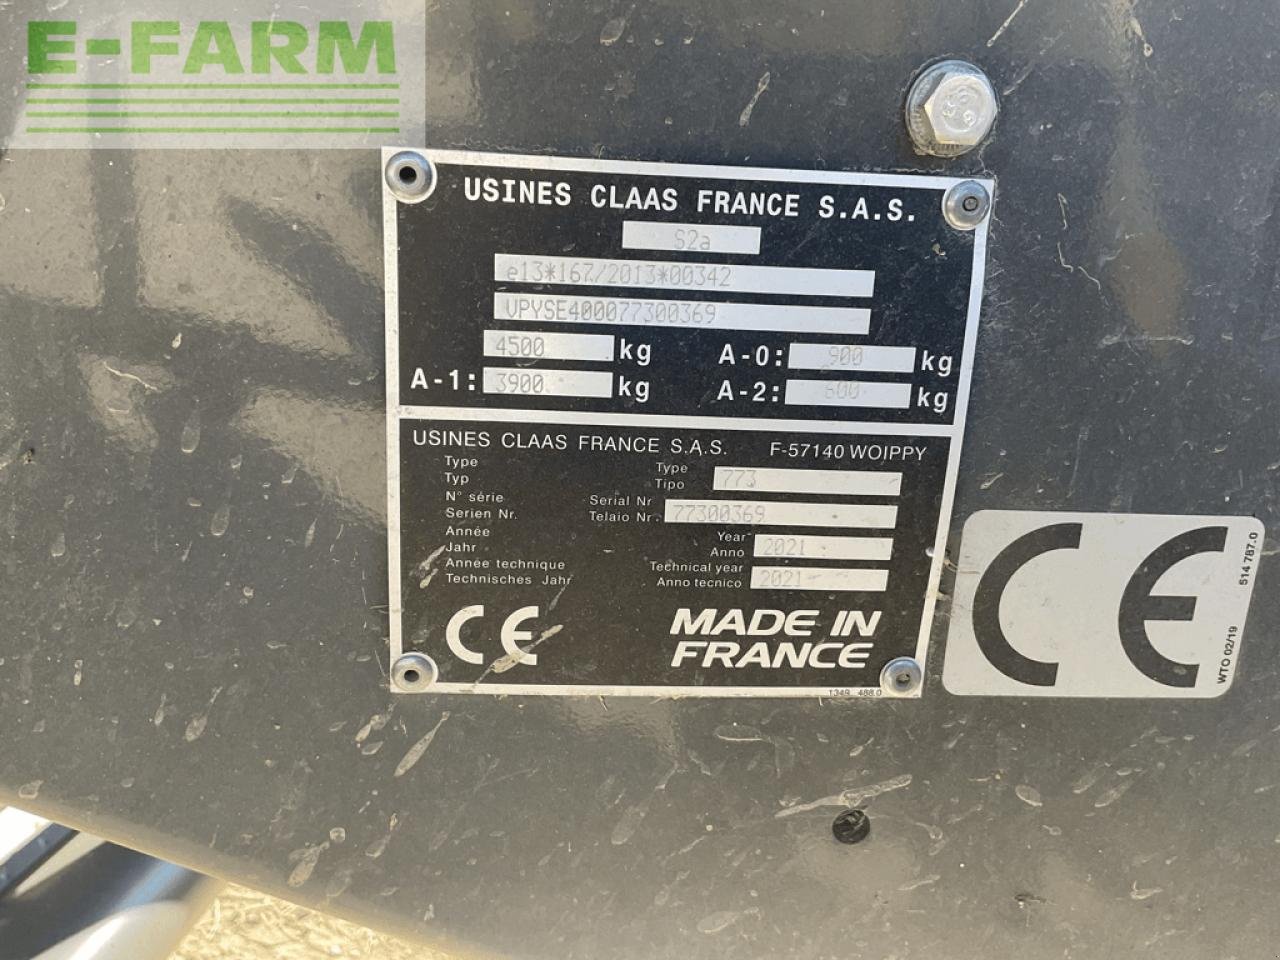 E-FARM
USINES CLAAS FRANCE S.A.S.
S2a
e13*167/2013*00342
VPYSE400077300369
4500 kg A-0: 900 kg
A-1: 3900 kg A-2: 600 kg
USINES CLAAS FRANCE S.A.S. F-57140 WOIPPY
Type Type
Typ Tipo 773
N° série Serial Nr
Serien Nr. Telaio Nr. 77300369
Année Year
Jahr Anno 2021
Année technique Technical year
Technisches Jahr Anno tecnico 2021
CE MADE IN
FRANCE
1349 488.0
CE
WTO 02/19 514 787.0